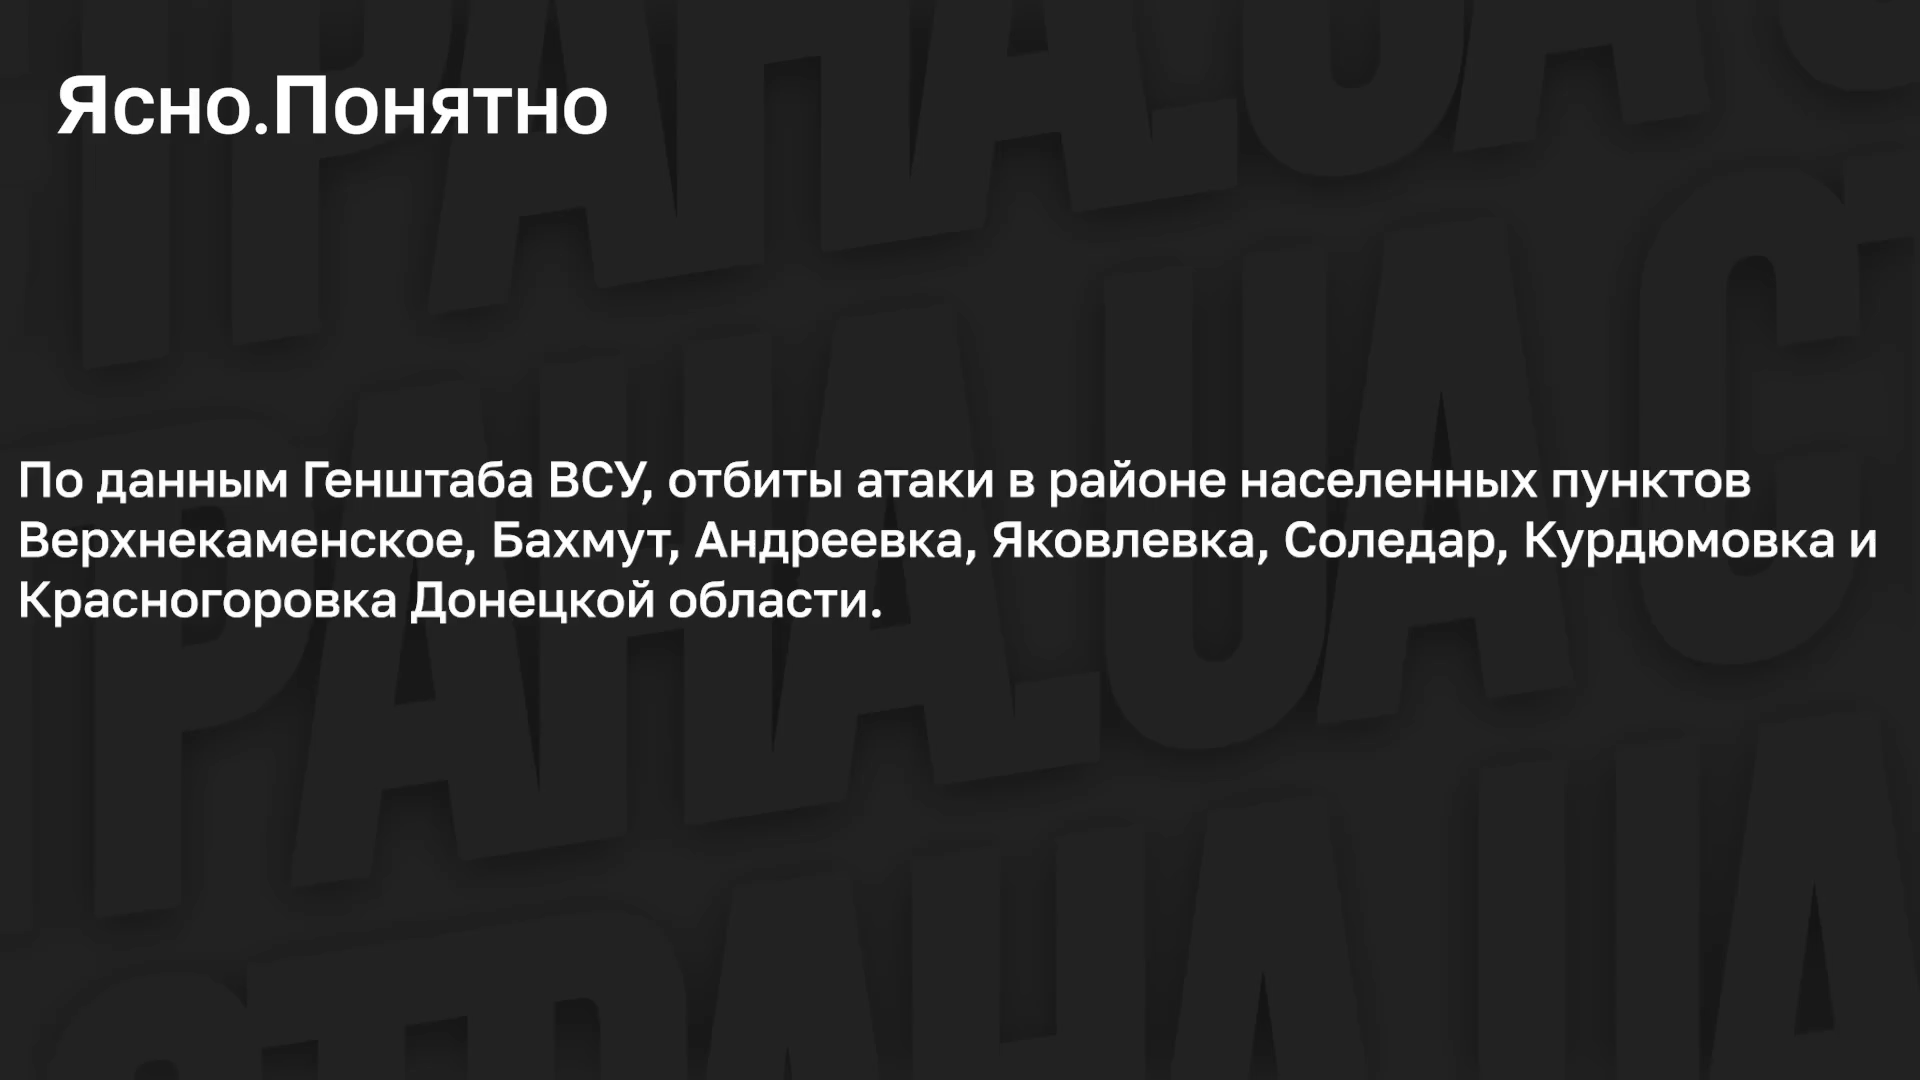 Ясно.Понятно
По данным Генштаба ВСУ, отбиты атаки в районе населенных пунктов
Верхнекаменское, Бахмут, Андреевка, Яковлевка, Соледар, Курдюмовка и
Красногоровка Донецкой области.